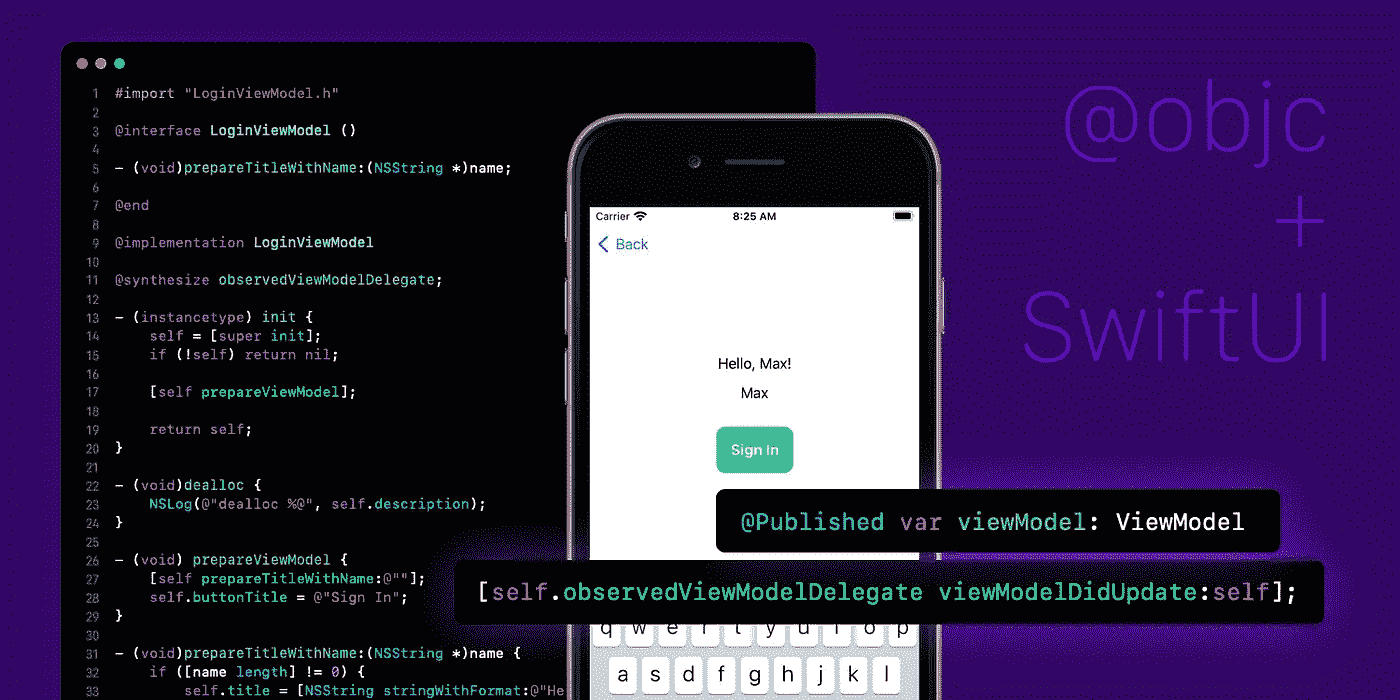 1 #import "LoginViewModel.h"
2
3 @interface LoginViewModel ()
4
5 - (void)prepareTitleWithName:(NSString *)name;
6
7 @end
8
9 @implementation LoginViewModel
10
11 @synthesize observedViewModelDelegate;
12
13 - (instancetype) init {
14     self = [super init];
15     if (!self) return nil;
16
17     [self prepareViewModel];
18
19     return self;
20 }
21
22 - (void)dealloc {
23     NSLog(@"dealloc %@", self.description);
24 }
25
26 - (void) prepareViewModel {
27     [self prepareTitleWithName:@""];
28     self.buttonTitle = @"Sign In";
29 }
30
31 - (void)prepareTitleWithName:(NSString *)name {
32     if ([name length] != 0) {
33         self.title = [NSString stringWithFormat:@"He
Carrier
8:25 AM
Back
Hello, Max!
Max
Sign In
@Published var viewModel: ViewModel
[self.observedViewModelDelegate viewModelDidUpdate:self];
q w e r t y u i o p
a s d f g h j k l
@objc
+
SwiftUI